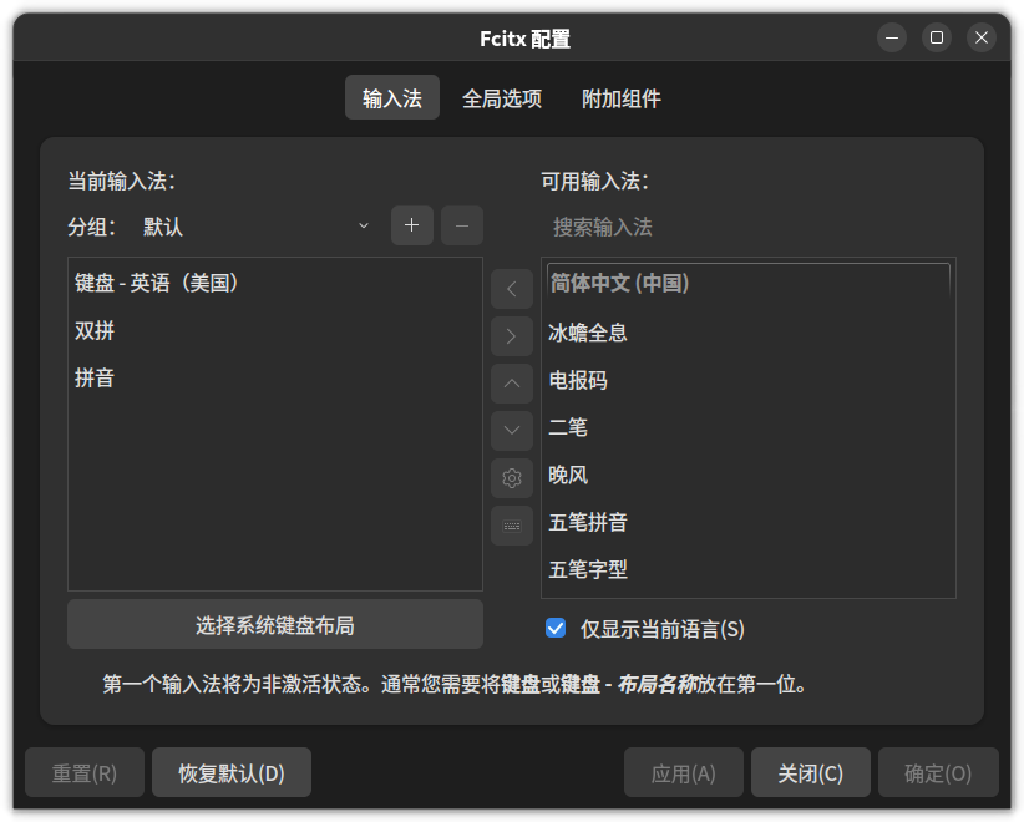 Fcitx 配置
输入法 全局选项 附加组件
当前输入法：
分组： 默认
键盘 - 英语（美国）
双拼
拼音
选择系统键盘布局
可用输入法：
搜索输入法
简体中文 (中国)
冰蟾全息
电报码
二笔
晚风
五笔拼音
五笔字型
仅显示当前语言(S)
第一个输入法将为非激活状态。通常您需要将键盘或键盘 - 布局名称放在第一位。
重置(R) 恢复默认(D) 应用(A) 关闭(C) 确定(O)